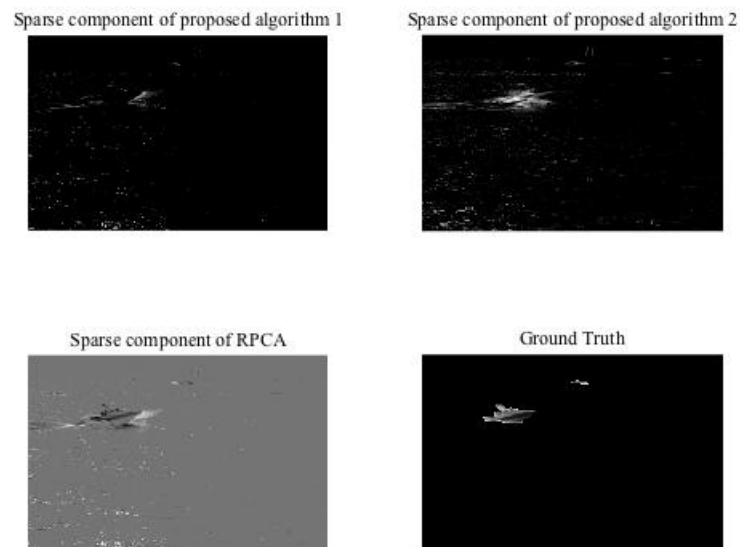 Sparse component of proposed algorithm 1
Sparse component of proposed algorithm 2
Sparse component of RPCA
Ground Truth